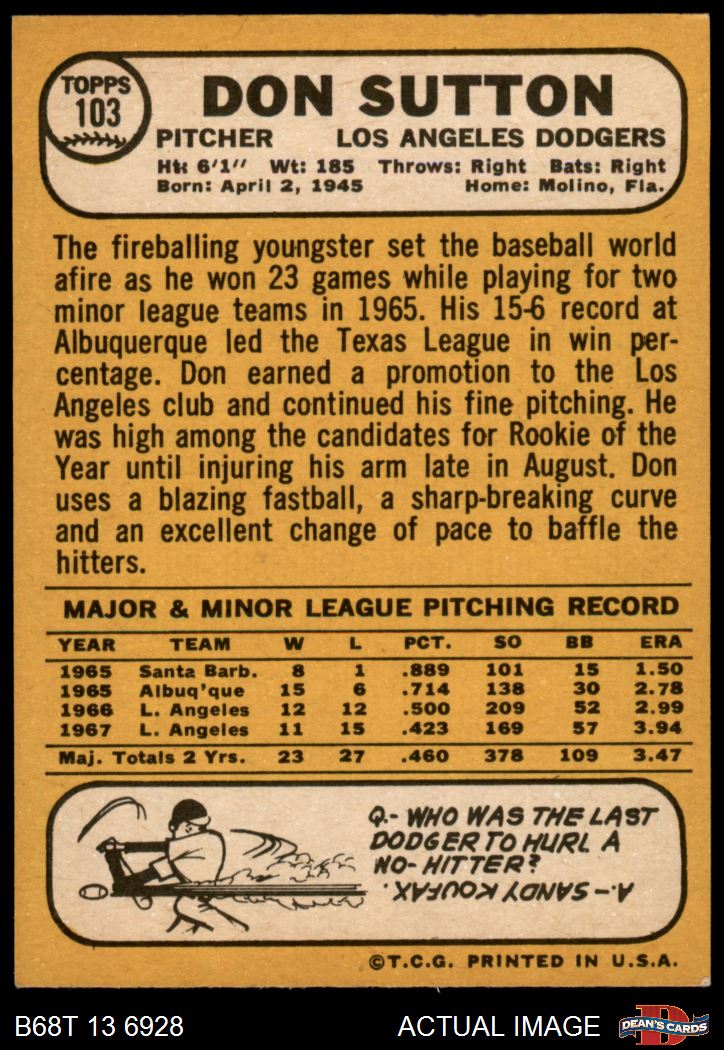 TOPPS
103
DON SUTTON
PITCHER LOS ANGELES DODGERS
Ht: 6'1" Wt: 185 Throws: Right Bats: Right
Born: April 2, 1945 Home: Molino, Fla.
The fireballing youngster set the baseball world
afire as he won 23 games while playing for two
minor league teams in 1965. His 15-6 record at
Albuquerque led the Texas League in win per-
centage. Don earned a promotion to the Los
Angeles club and continued his fine pitching. He
was high among the candidates for Rookie of the
Year until injuring his arm late in August. Don
uses a blazing fastball, a sharp-breaking curve
and an excellent change of pace to baffle the
hitters.
MAJOR & MINOR LEAGUE PITCHING RECORD
YEAR TEAM W L PCT. SO BB ERA
1965 Santa Barb. 8 1 .889 101 15 1.50
1965 Albuq'que 15 6 .714 138 30 2.78
1966 L. Angeles 12 12 .500 209 52 2.99
1967 L. Angeles 11 15 .423 169 57 3.94
Maj. Totals 2 Yrs. 23 27 .460 378 109 3.47
Q.- WHO WAS THE LAST
DODGER TO HURL A
NO-HITTER?
A.- SANDY KOUFAX.
©T.C.G. PRINTED IN U.S.A.
B68T 13 6928 ACTUAL IMAGE
D
DEAN'S CARDS